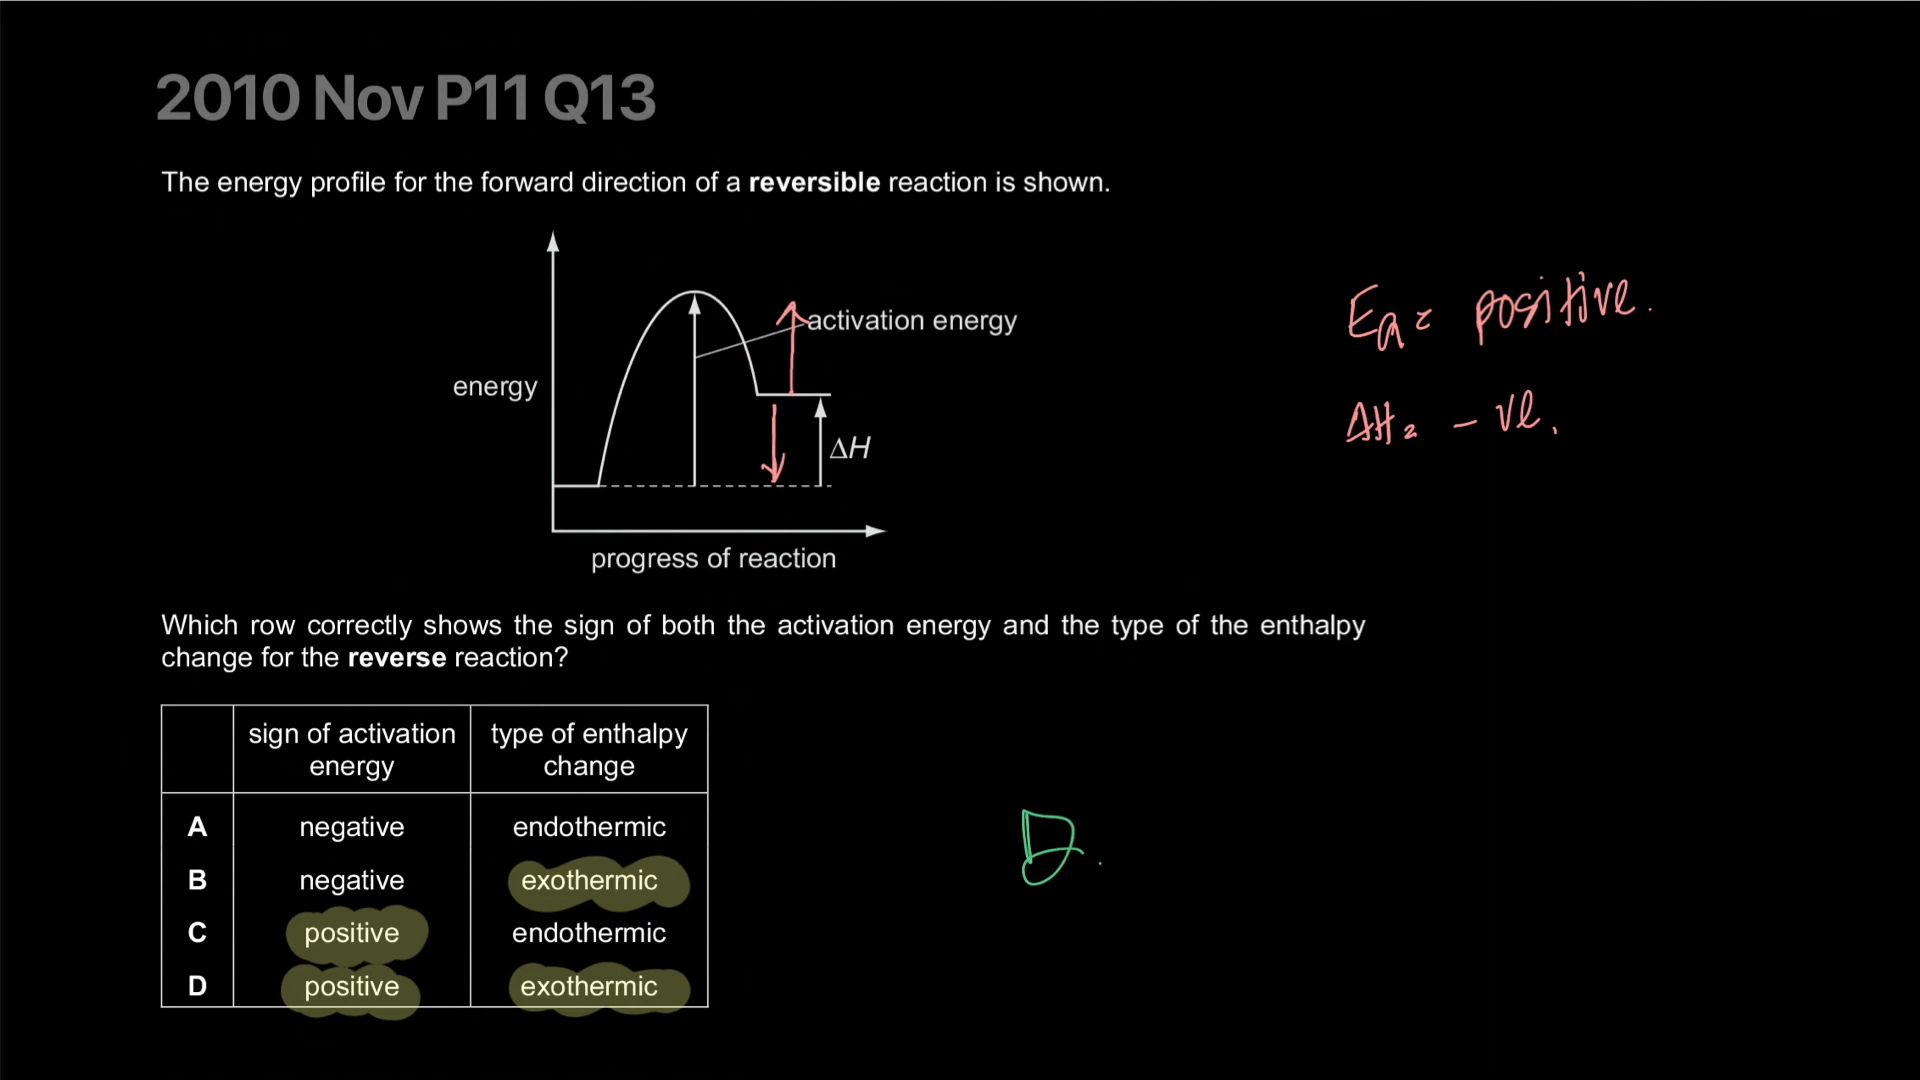 2010 Nov P11 Q13
The energy profile for the forward direction of a reversible reaction is shown.
activation energy
energy
ΔH
progress of reaction
Ea = positive.
ΔH = -ve.
Which row correctly shows the sign of both the activation energy and the type of the enthalpy
change for the reverse reaction?
sign of activation energy type of enthalpy change
A negative endothermic
B negative exothermic
C positive endothermic
D positive exothermic
D.